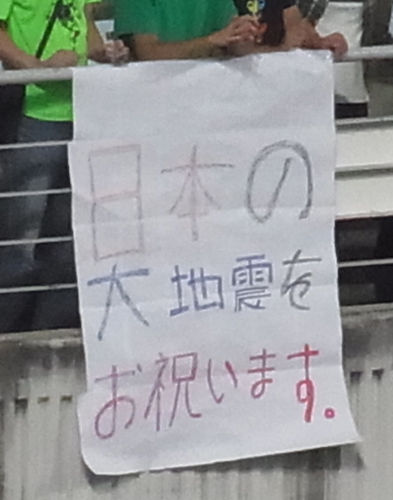 日本の
大地震を
お祝います。